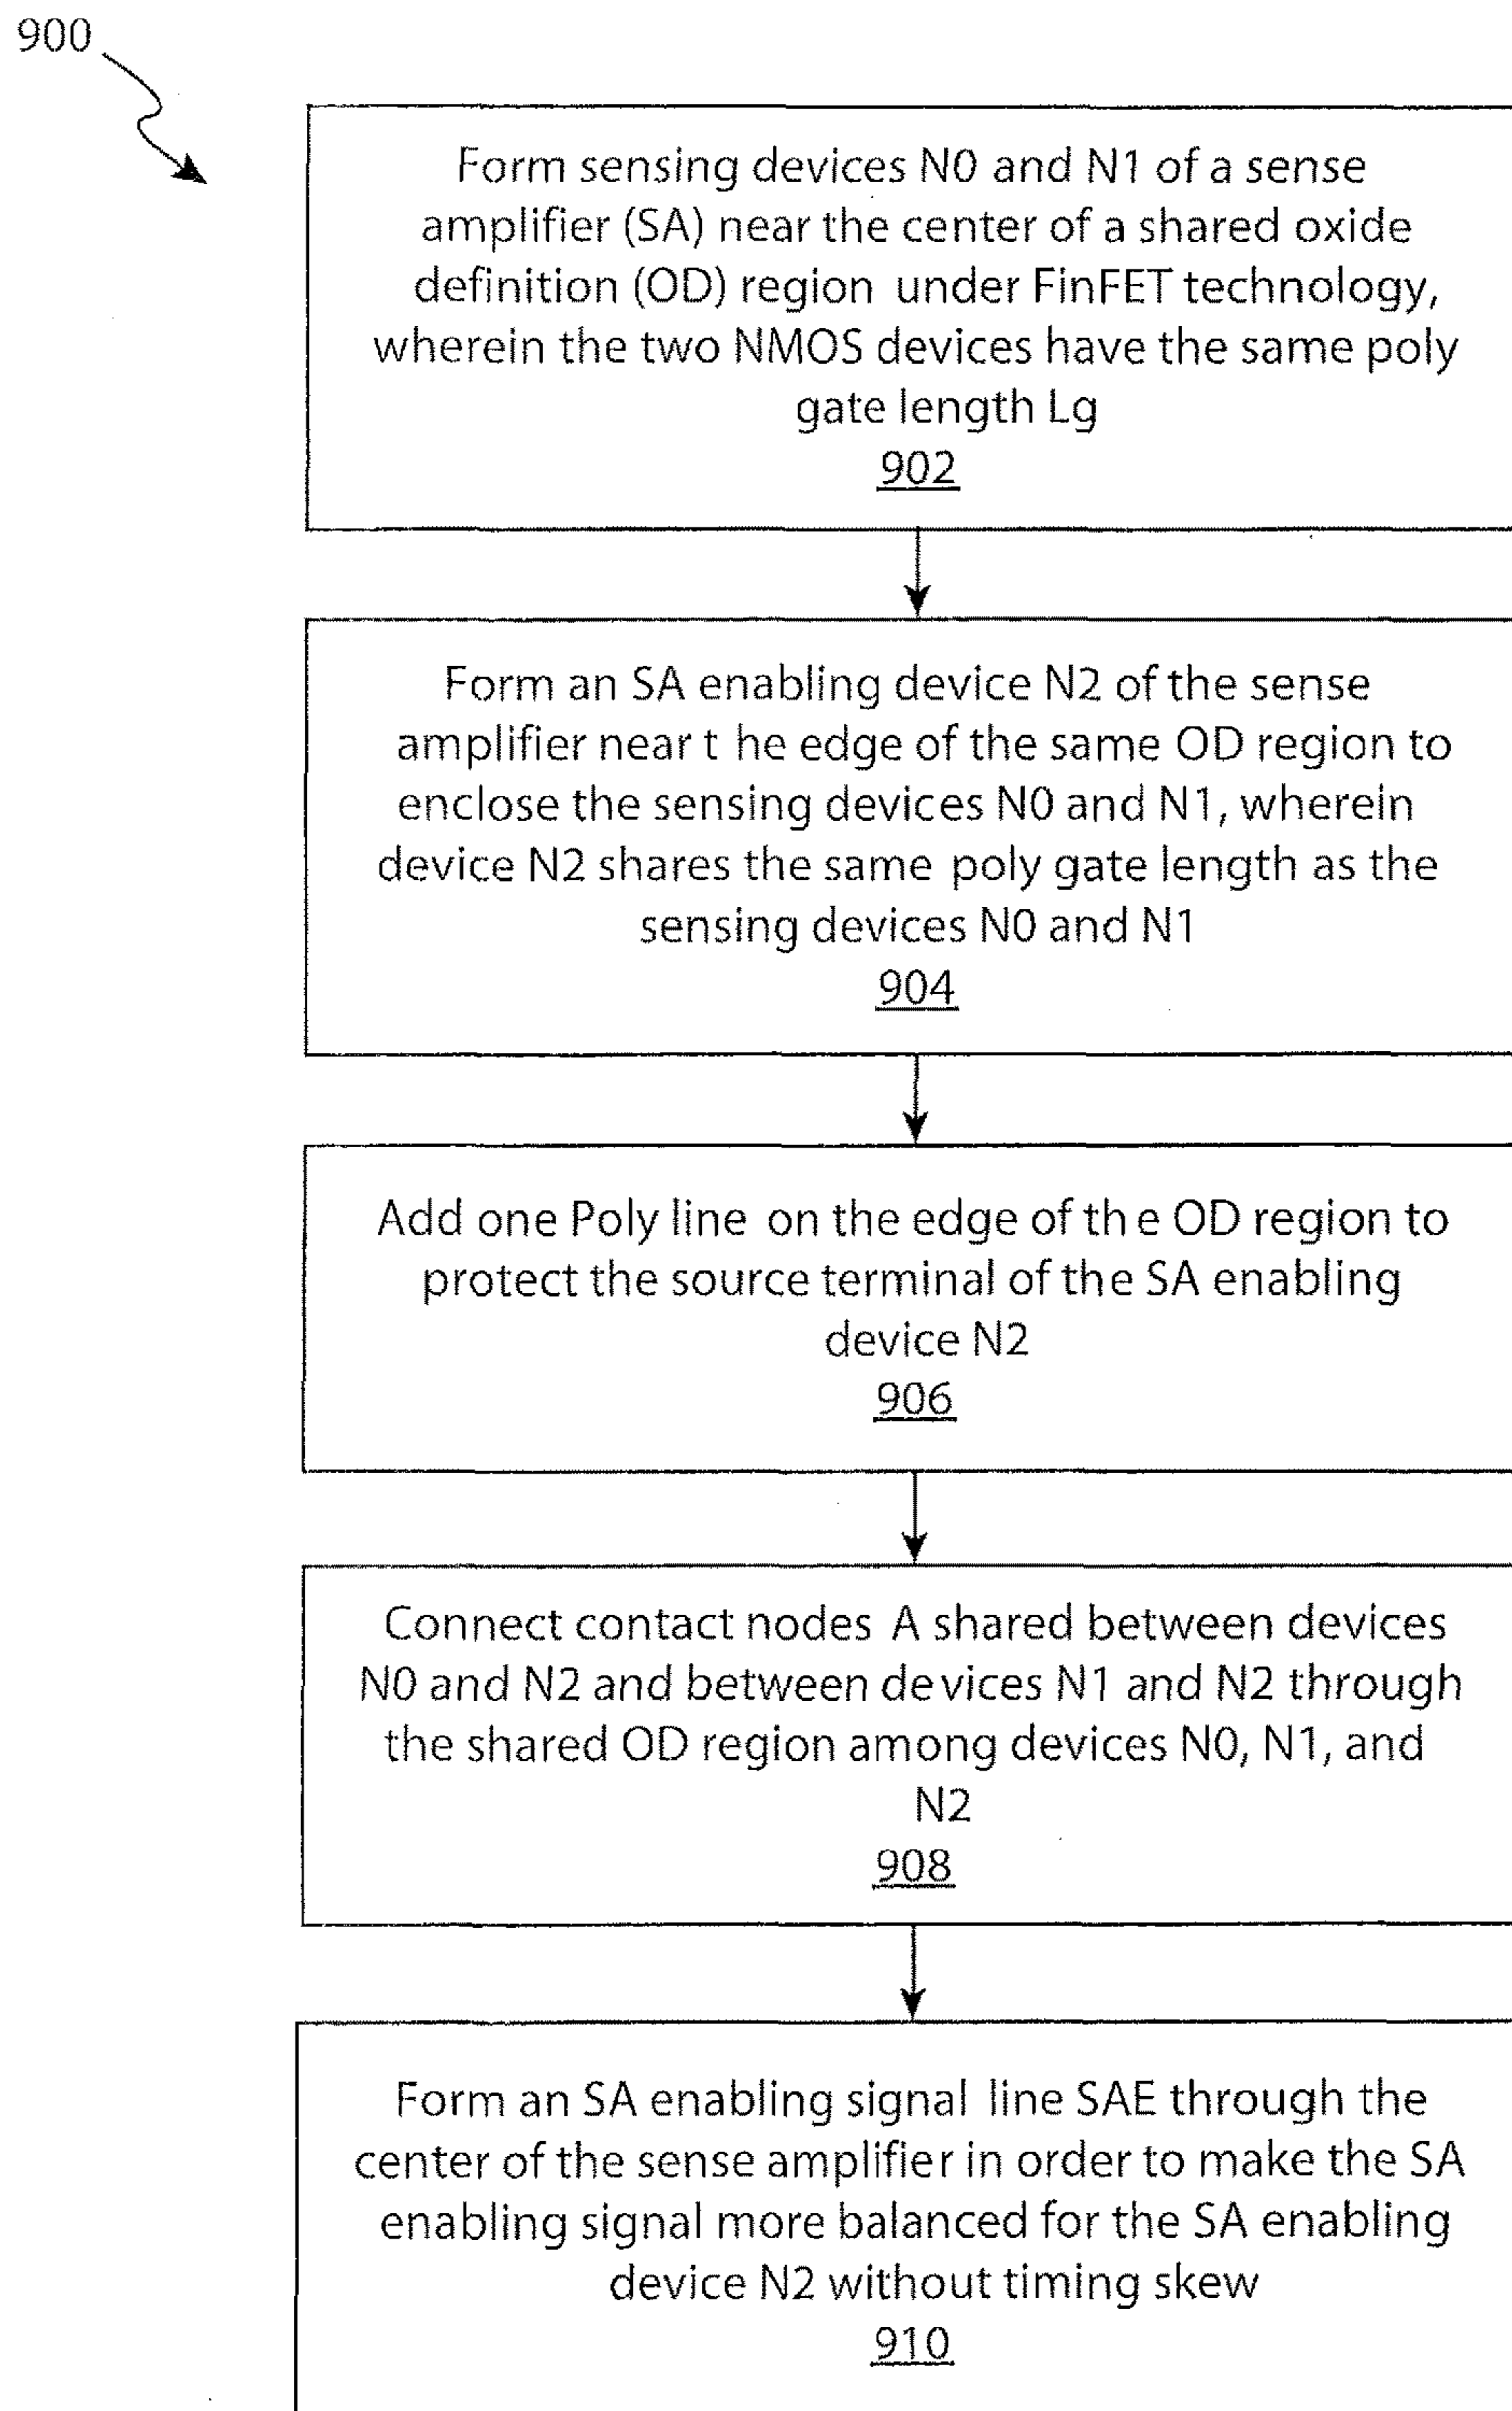 900
Form sensing devices N0 and N1 of a sense
amplifier (SA) near the center of a shared oxide
definition (OD) region under FinFET technology,
wherein the two NMOS devices have the same poly
gate length Lg
902
Form an SA enabling device N2 of the sense
amplifier near t he edge of the same OD region to
enclose the sensing devices N0 and N1, wherein
device N2 shares the same poly gate length as the
sensing devices N0 and N1
904
Add one Poly line on the edge of the OD region to
protect the source terminal of the SA enabling
device N2
906
Connect contact nodes A shared between devices
N0 and N2 and between devices N1 and N2 through
the shared OD region among devices N0, N1, and
N2
908
Form an SA enabling signal line SAE through the
center of the sense amplifier in order to make the SA
enabling signal more balanced for the SA enabling
device N2 without timing skew
910